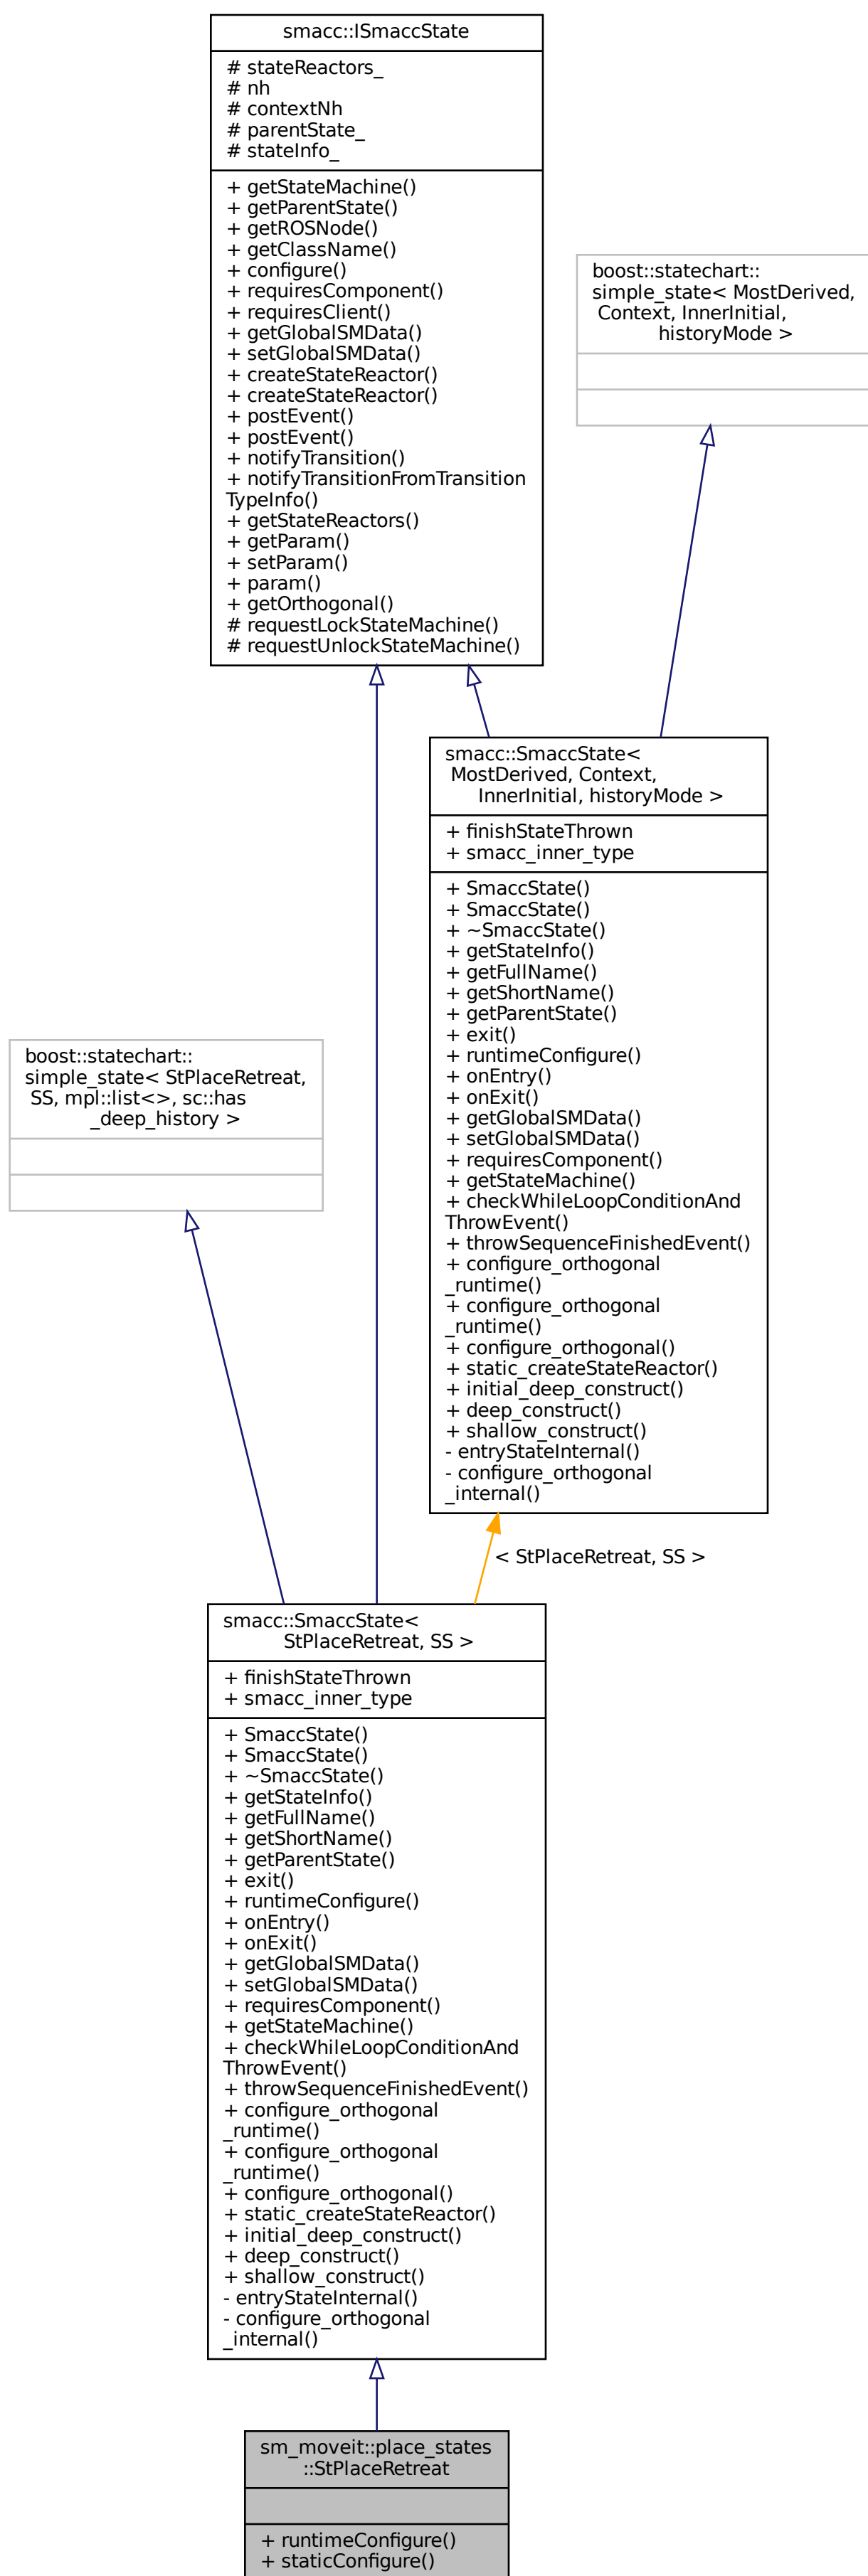 smacc::ISmaccState
# stateReactors_
# nh
# contextNh
# parentState_
# stateInfo_
+ getStateMachine()
+ getParentState()
+ getROSNode()
+ getClassName()
+ configure()
+ requiresComponent()
+ requiresClient()
+ getGlobalSMData()
+ setGlobalSMData()
+ createStateReactor()
+ createStateReactor()
+ postEvent()
+ postEvent()
+ notifyTransition()
+ notifyTransitionFromTransition
TypeInfo()
+ getStateReactors()
+ getParam()
+ setParam()
+ param()
+ getOrthogonal()
# requestLockStateMachine()
# requestUnlockStateMachine()
boost::statechart::
simple_state< MostDerived,
Context, InnerInitial,
historyMode >
smacc::SmaccState<
MostDerived, Context,
InnerInitial, historyMode >
+ finishStateThrown
+ smacc_inner_type
+ SmaccState()
+ SmaccState()
+ ~SmaccState()
+ getStateInfo()
+ getFullName()
+ getShortName()
+ getParentState()
+ exit()
+ runtimeConfigure()
+ onEntry()
+ onExit()
+ getGlobalSMData()
+ setGlobalSMData()
+ requiresComponent()
+ getStateMachine()
+ checkWhileLoopConditionAnd
ThrowEvent()
+ throwSequenceFinishedEvent()
+ configure_orthogonal
_runtime()
+ configure_orthogonal
_runtime()
+ configure_orthogonal()
+ static_createStateReactor()
+ initial_deep_construct()
+ deep_construct()
+ shallow_construct()
- entryStateInternal()
- configure_orthogonal
_internal()
boost::statechart::
simple_state< StPlaceRetreat,
SS, mpl::list<>, sc::has
_deep_history >
< StPlaceRetreat, SS >
smacc::SmaccState<
StPlaceRetreat, SS >
+ finishStateThrown
+ smacc_inner_type
+ SmaccState()
+ SmaccState()
+ ~SmaccState()
+ getStateInfo()
+ getFullName()
+ getShortName()
+ getParentState()
+ exit()
+ runtimeConfigure()
+ onEntry()
+ onExit()
+ getGlobalSMData()
+ setGlobalSMData()
+ requiresComponent()
+ getStateMachine()
+ checkWhileLoopConditionAnd
ThrowEvent()
+ throwSequenceFinishedEvent()
+ configure_orthogonal
_runtime()
+ configure_orthogonal
_runtime()
+ configure_orthogonal()
+ static_createStateReactor()
+ initial_deep_construct()
+ deep_construct()
+ shallow_construct()
- entryStateInternal()
- configure_orthogonal
_internal()
sm_moveit::place_states
::StPlaceRetreat
+ runtimeConfigure()
+ staticConfigure()